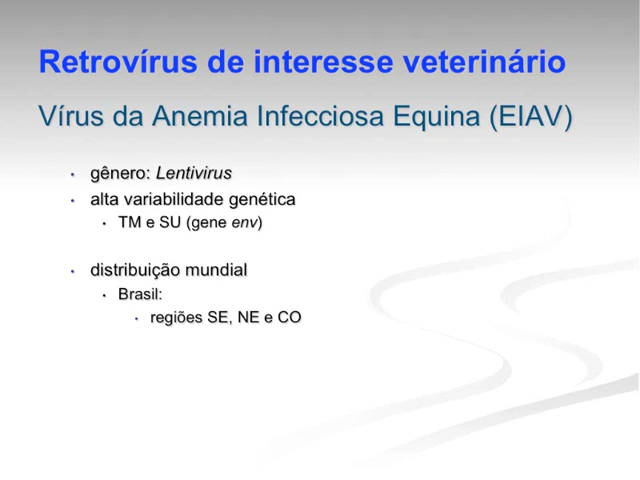 Retrovírus de interesse veterinário
Vírus da Anemia Infecciosa Equina (EIAV)
• gênero: Lentivirus
• alta variabilidade genética
• TM e SU (gene env)
• distribuição mundial
• Brasil:
• regiões SE, NE e CO